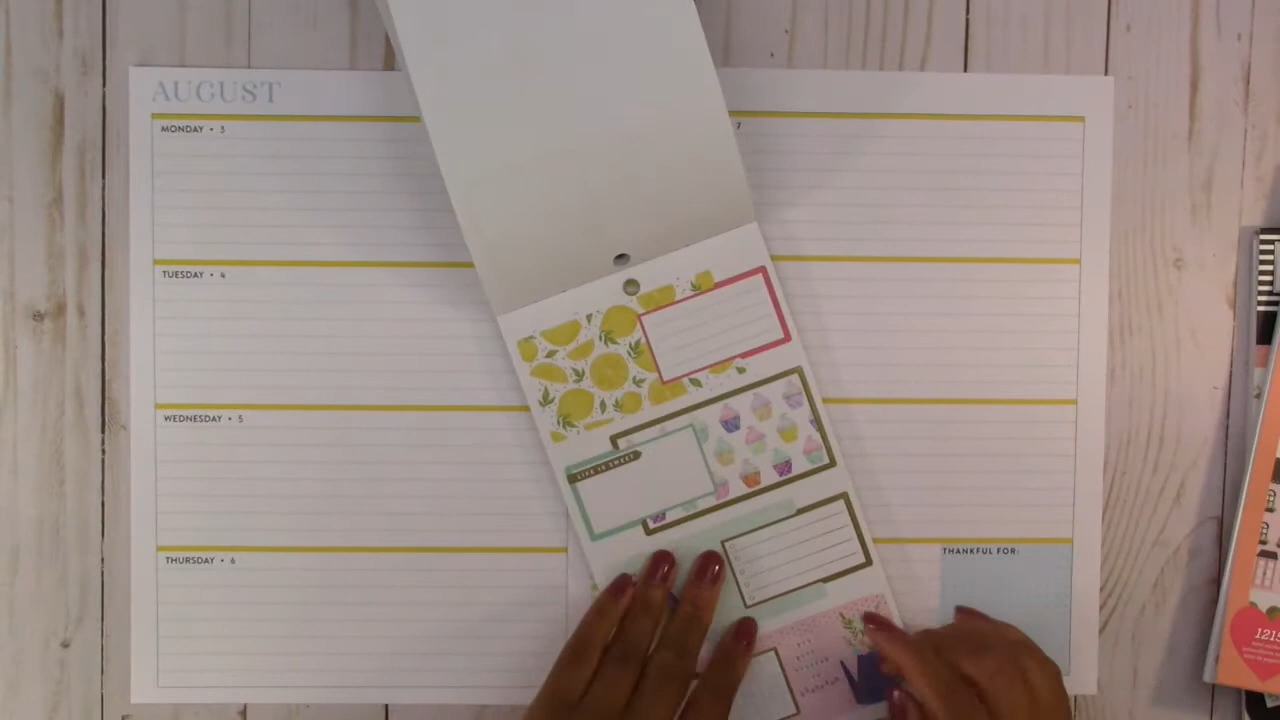 AUGUST
MONDAY • 3
7
TUESDAY • 4
LIFE IS SWEET
WEDNESDAY • 5
THURSDAY • 6
THANKFUL FOR:
1215